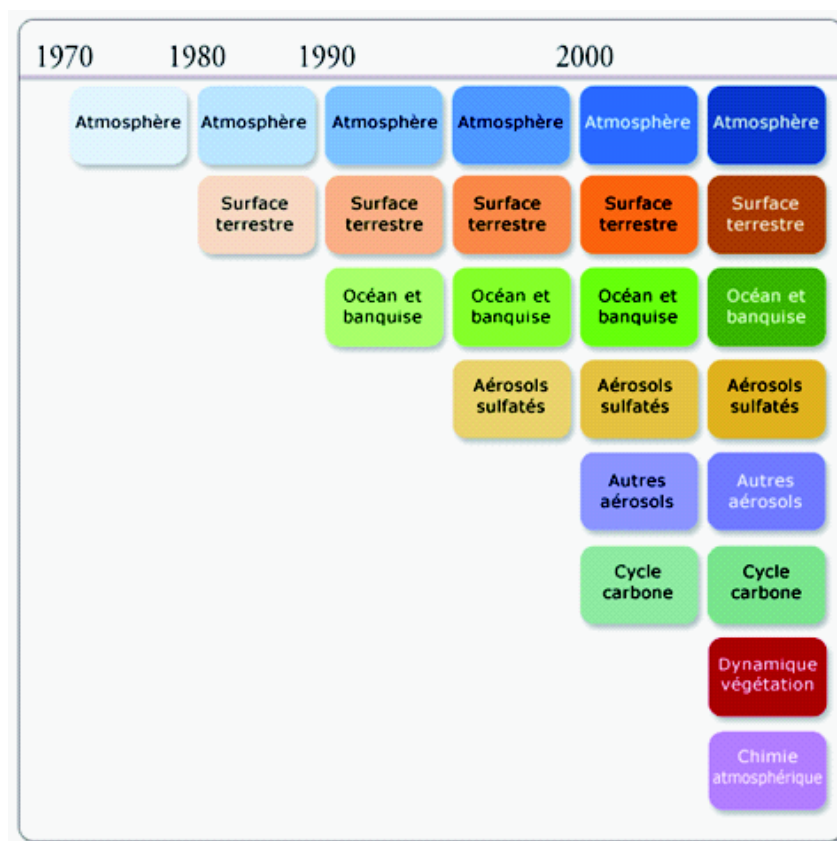 1970 1980 1990 2000
Atmosphère Atmosphère Atmosphère Atmosphère Atmosphère Atmosphère
Surface Surface Surface Surface Surface
terrestre terrestre terrestre terrestre terrestre
Océan et Océan et Océan et Océan et
banquise banquise banquise banquise
Aérosols Aérosols Aérosols
sulfatés sulfatés sulfatés
Autres Autres
aérosols aérosols
Cycle Cycle
carbone carbone
Dynamique
végétation
Chimie
atmosphérique